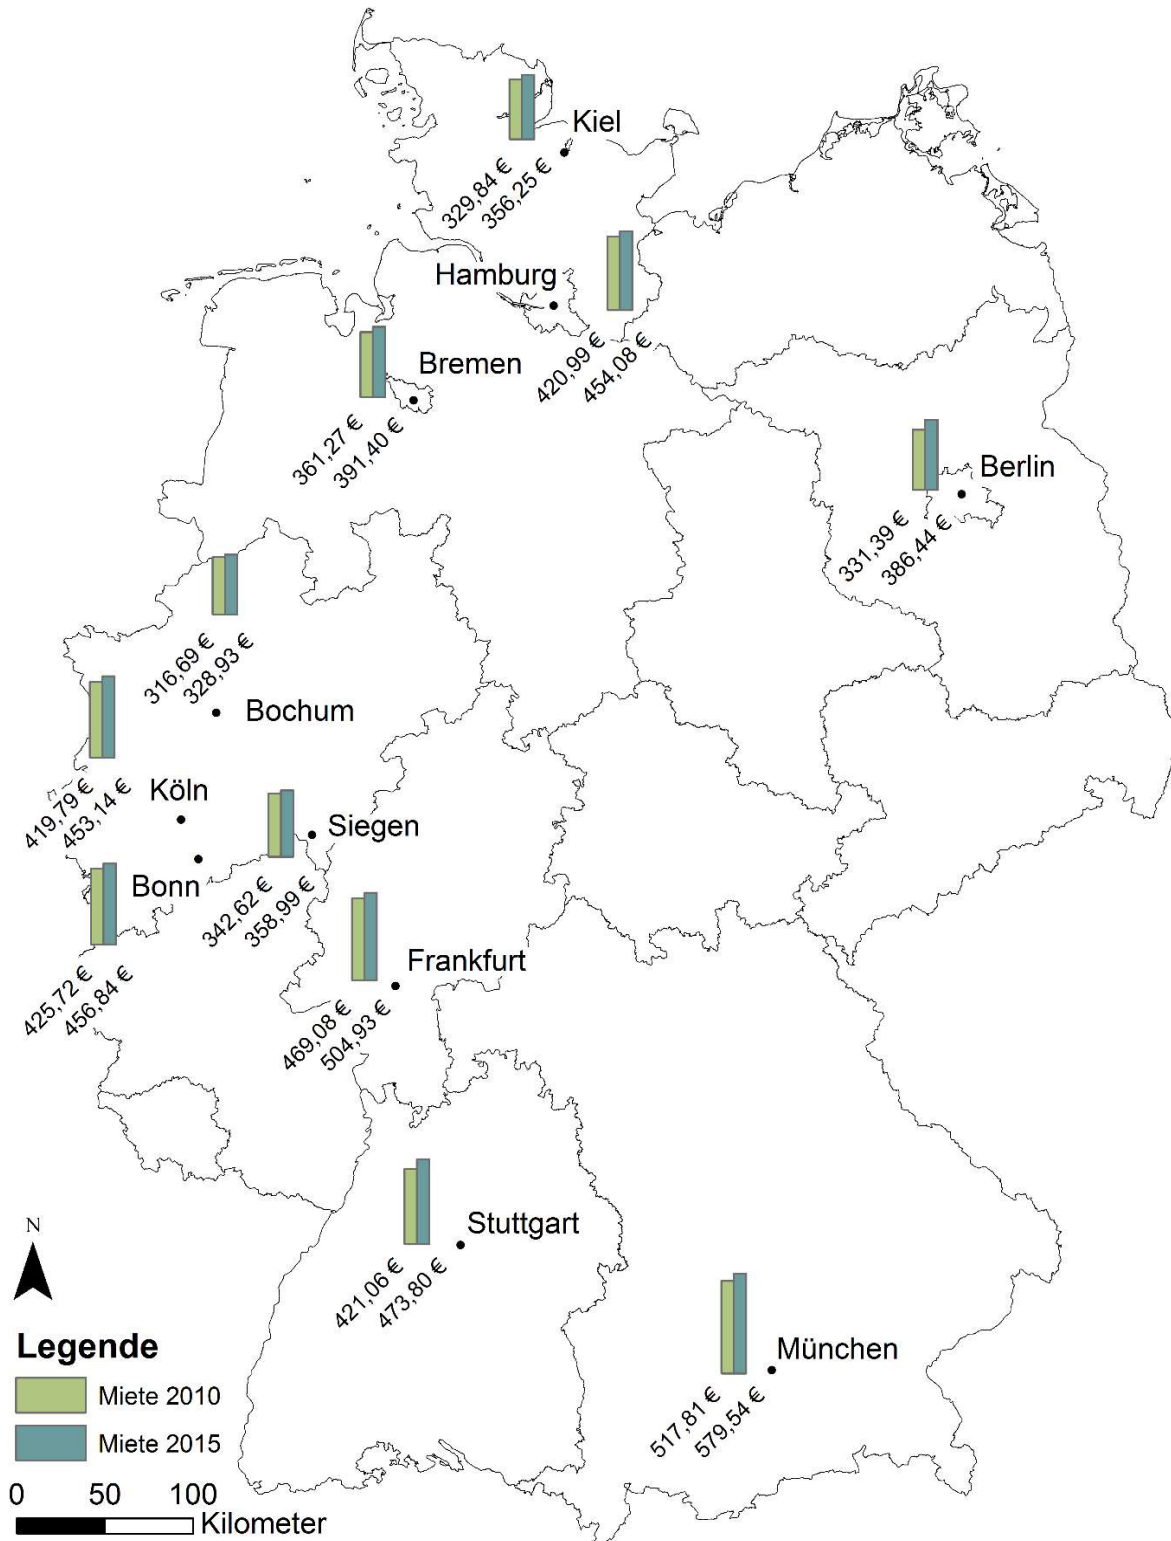 Kiel
329,84 €
356,25 €
Hamburg
420,99 €
454,08 €
Bremen
361,27 €
391,40 €
Berlin
331,39 €
386,44 €
316,69 €
328,93 €
Bochum
419,79 €
453,14 €
Köln
Siegen
342,62 €
358,99 €
Bonn
425,72 €
456,84 €
Frankfurt
469,08 €
504,93 €
Stuttgart
421,06 €
473,80 €
München
517,81 €
579,54 €
N
Legende
Miete 2010
Miete 2015
0 50 100
Kilometer